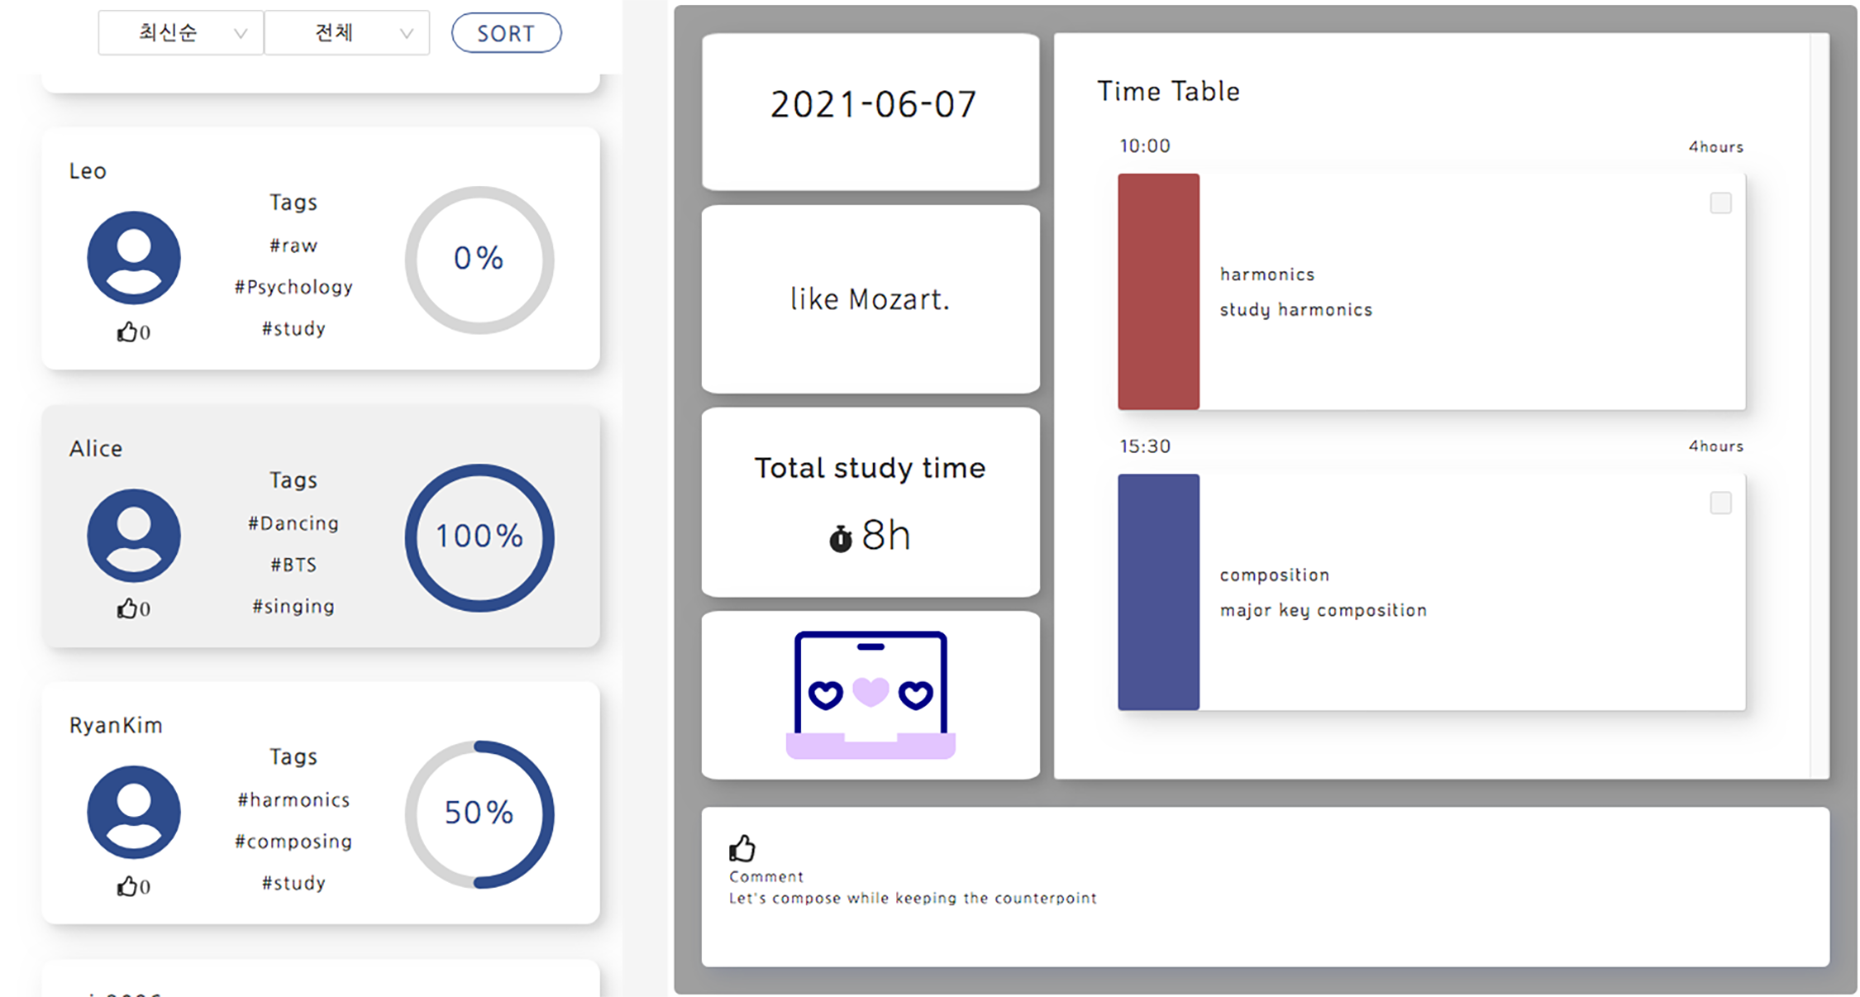 최신순
전체
SORT
Leo
Tags
#raw
#Psychology
#study
0
0%
Alice
Tags
#Dancing
#BTS
#singing
0
100%
RyanKim
Tags
#harmonics
#composing
#study
0
50%
2021-06-07
like Mozart.
Total study time
8h
Time Table
10:00
4hours
harmonics
study harmonics
15:30
4hours
composition
major key composition
Comment
Let's compose while keeping the counterpoint